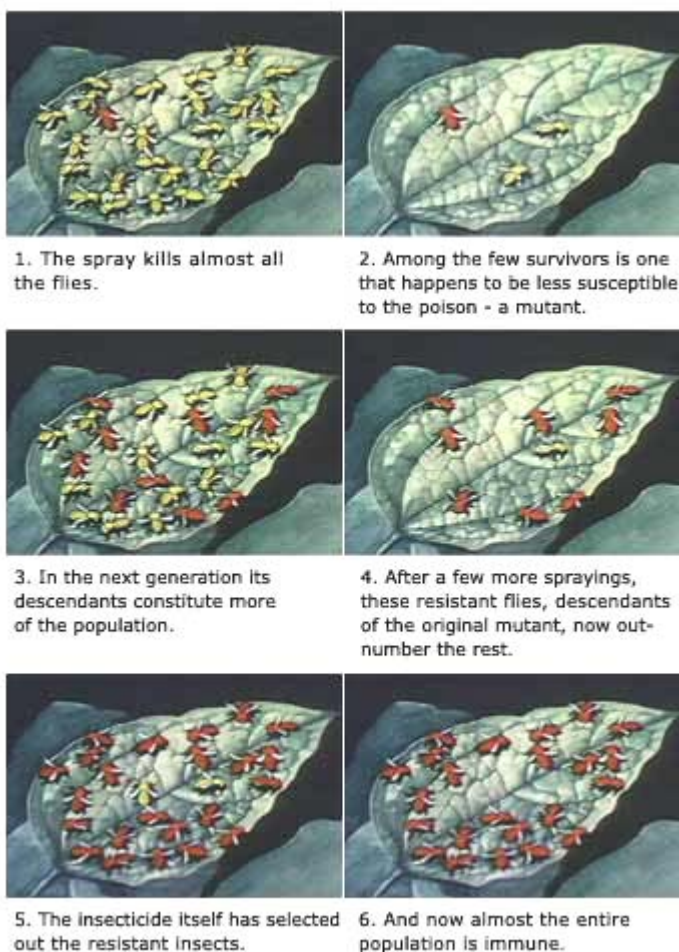 1. The spray kills almost all
the flies.
2. Among the few survivors is one
that happens to be less susceptible
to the poison - a mutant.
3. In the next generation its
descendants constitute more
of the population.
4. After a few more sprayings,
these resistant flies, descendants
of the original mutant, now out-
number the rest.
5. The insecticide itself has selected
out the resistant insects.
6. And now almost the entire
population is immune.